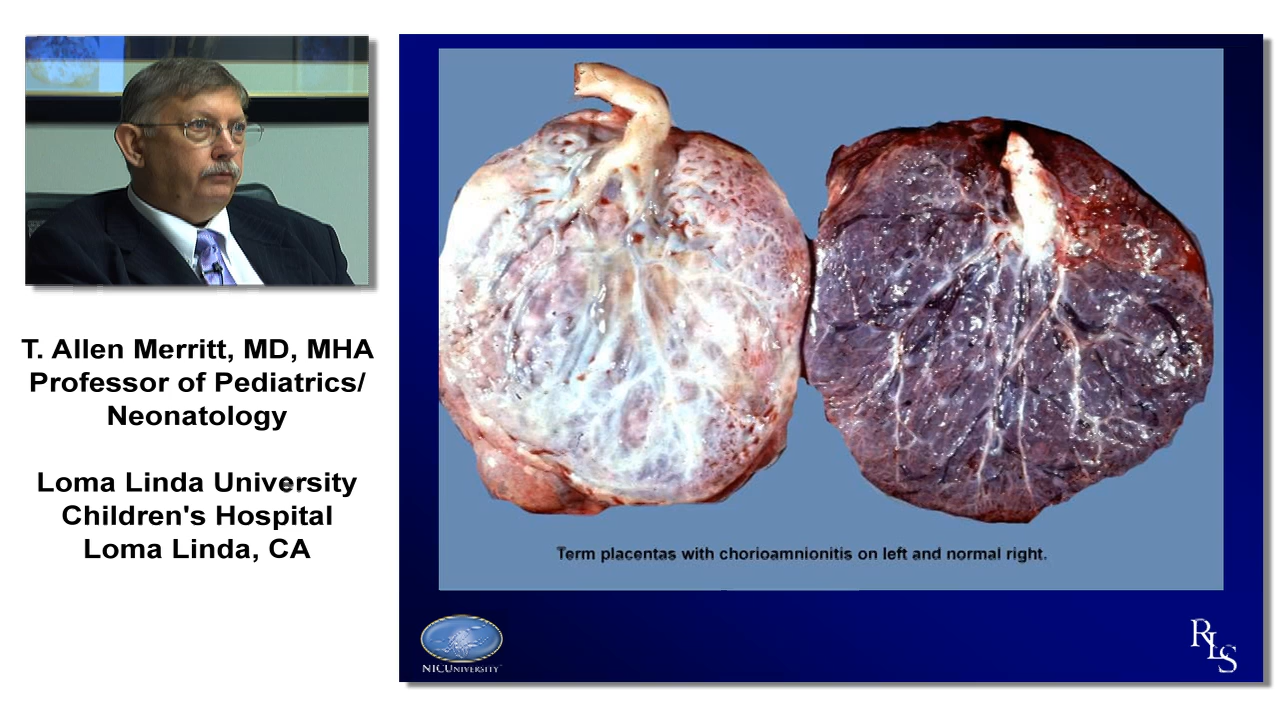 T. Allen Merritt, MD, MHA
Professor of Pediatrics/
Neonatology
Loma Linda University
Children's Hospital
Loma Linda, CA
Term placentas with chorioamnionitis on left and normal right.
NICUNIVERSITY
RLS